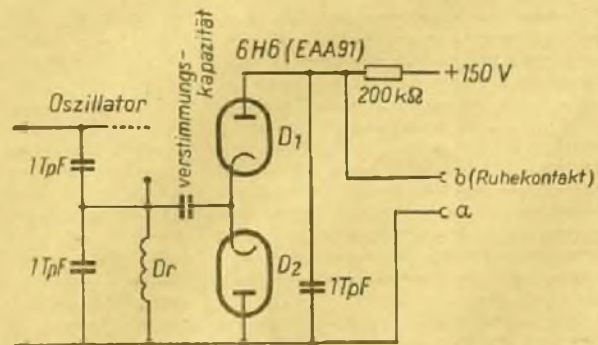 6H6 (EAA91)
+150 V
200 kΩ
Oszillator
verstimmungs-
kapazität
D1
1TpF
b (Ruhekontakt)
a
1TpF
Dr
D2
1TpF